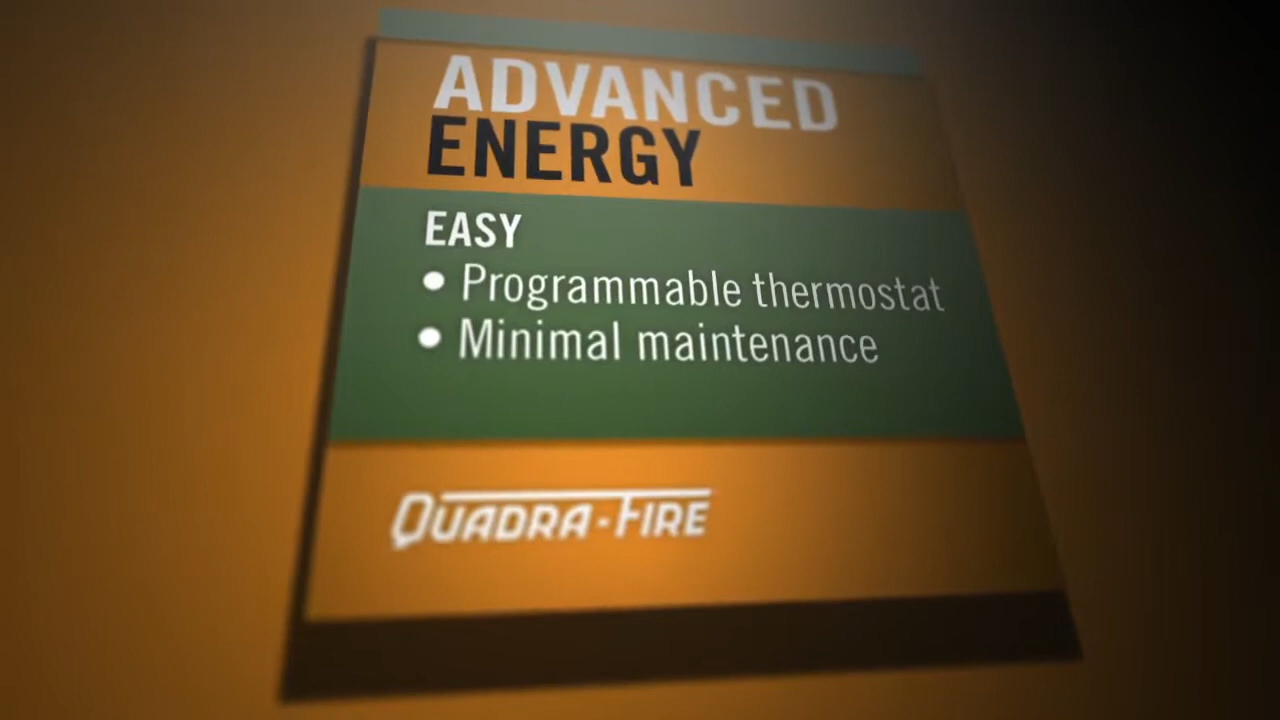 ADVANCED
ENERGY
EASY
• Programmable thermostat
• Minimal maintenance
QUADRA-FIRE